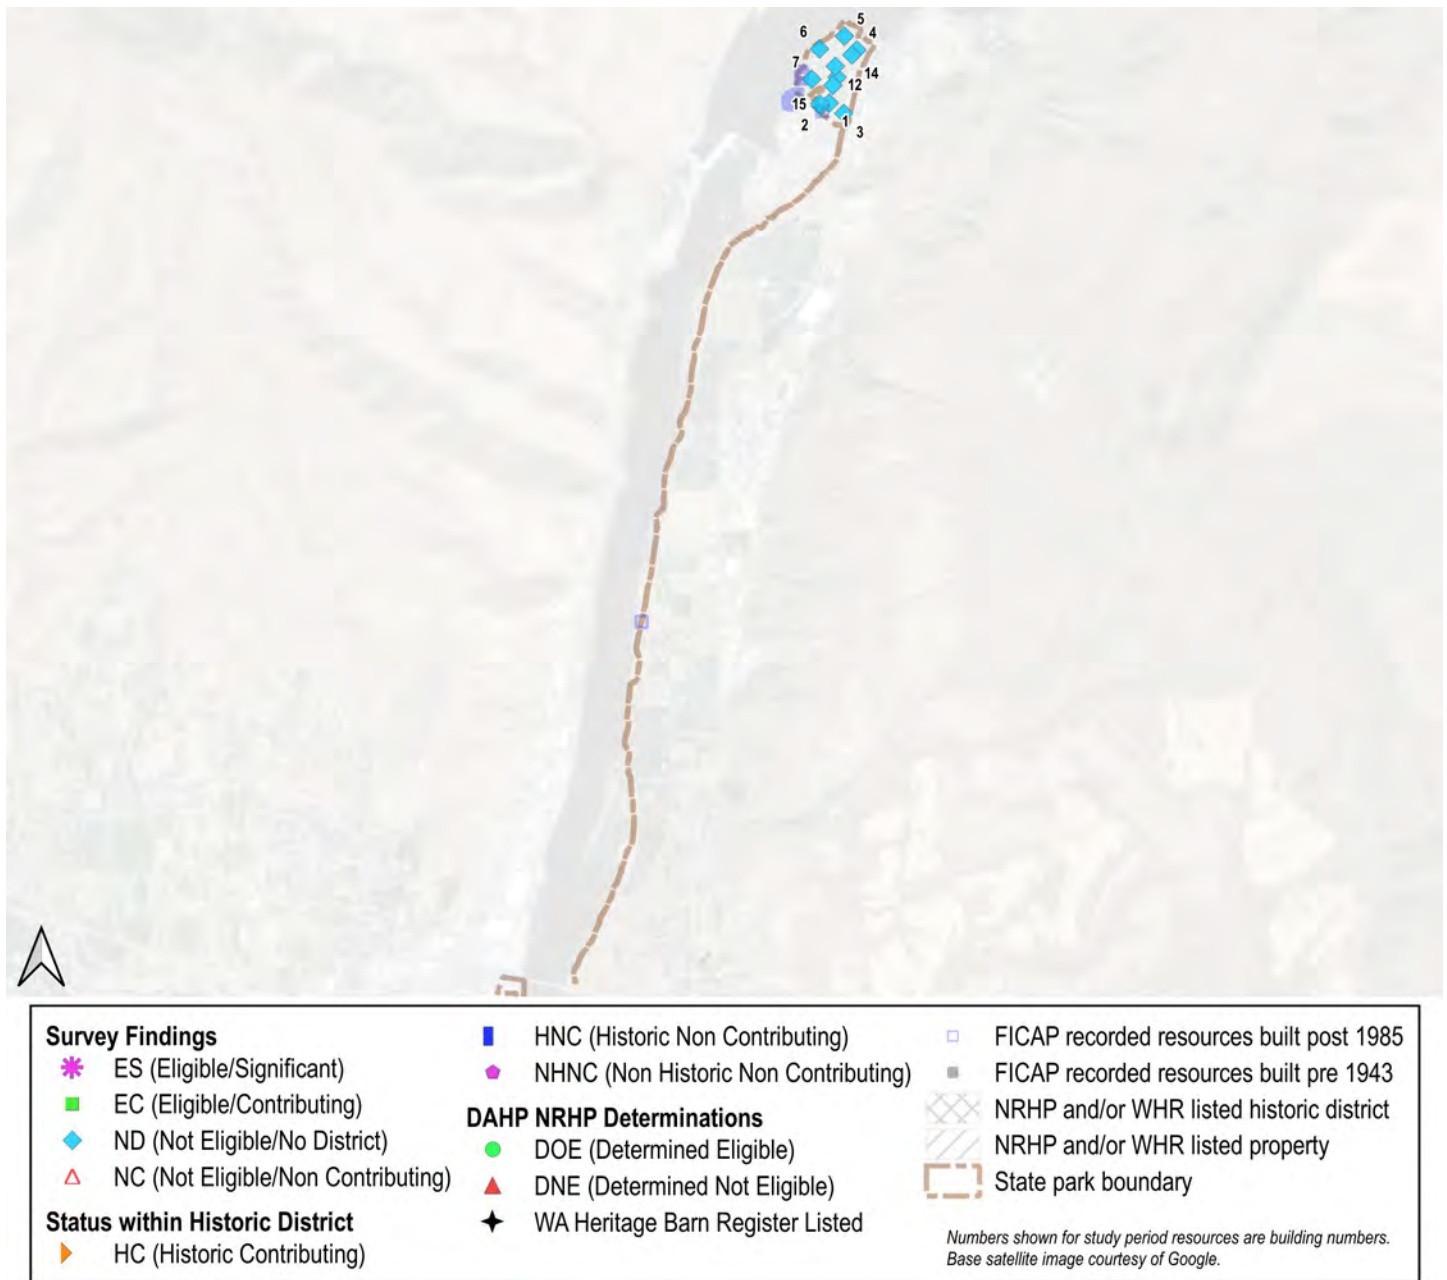 5
6
4
7
14
12
15
1
2
3
Survey Findings
ES (Eligible/Significant)
EC (Eligible/Contributing)
ND (Not Eligible/No District)
NC (Not Eligible/Non Contributing)
Status within Historic District
HC (Historic Contributing)
HNC (Historic Non Contributing)
NHNC (Non Historic Non Contributing)
DAHP NRHP Determinations
DOE (Determined Eligible)
DNE (Determined Not Eligible)
WA Heritage Barn Register Listed
FICAP recorded resources built post 1985
FICAP recorded resources built pre 1943
NRHP and/or WHR listed historic district
NRHP and/or WHR listed property
State park boundary
Numbers shown for study period resources are building numbers.
Base satellite image courtesy of Google.